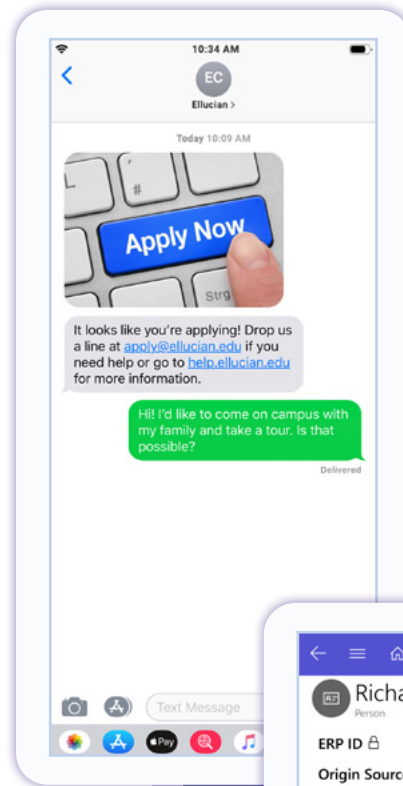 10:34 AM
EC
Ellucian >
Today 10:09 AM
L
#
Apply Now
Strg
It looks like you're applying! Drop us
a line at apply@ellucian.edu if you
need help or go to help.ellucian.edu
for more information.
Hi! I'd like to come on campus with
my family and take a tour. Is that
possible?
Delivered
Text Message
Pay
Richa
Person
ERP ID
Origin Source